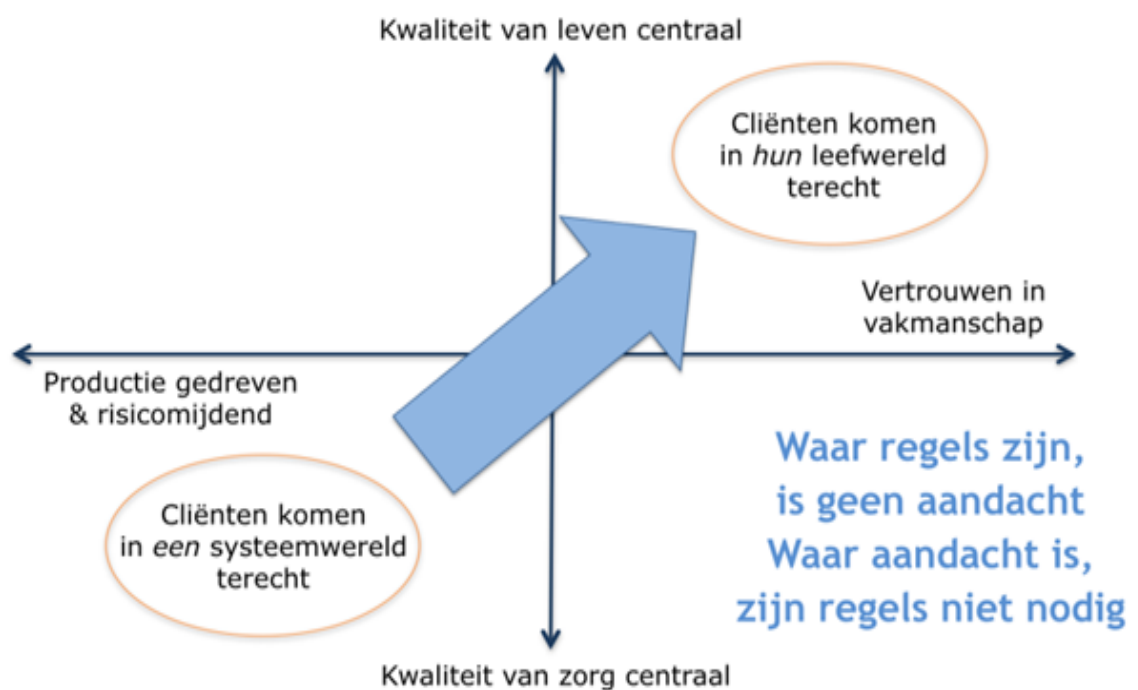 Kwaliteit van leven centraal
Cliënten komen
in hun leefwereld
terecht
Vertrouwen in
vakmanschap
Productie gedreven
& risicomijdend
Cliënten komen
in een systeemwereld
terecht
Waar regels zijn,
is geen aandacht
Waar aandacht is,
zijn regels niet nodig
Kwaliteit van zorg centraal